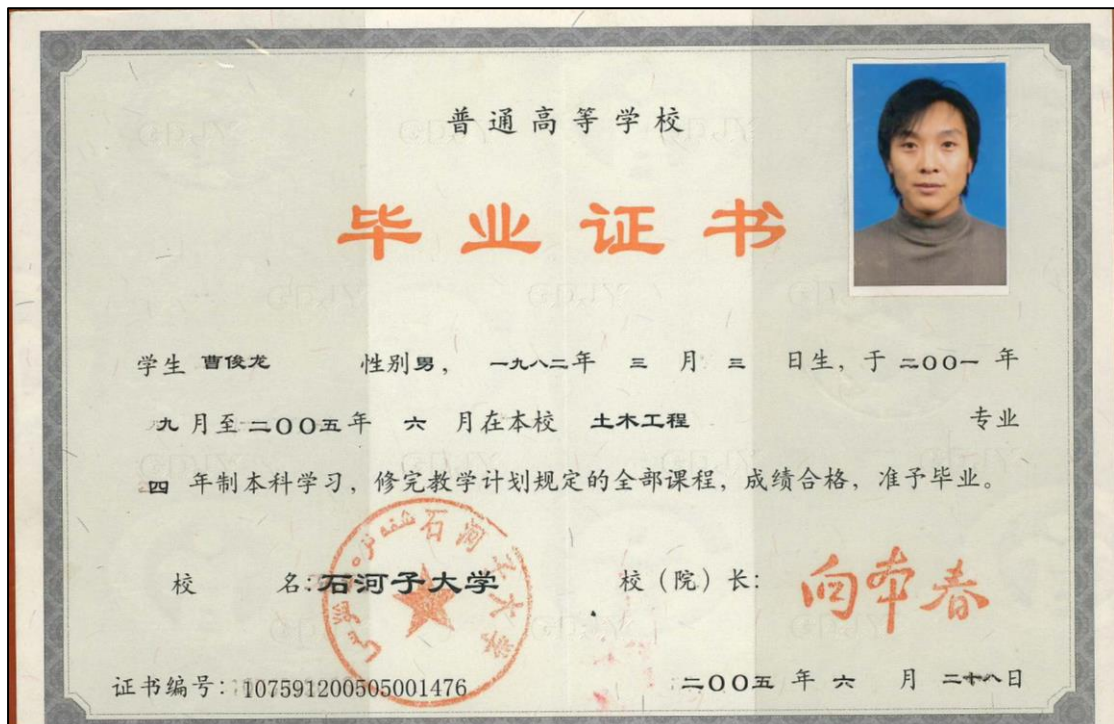 普通高等学校
毕业证书
学生 曹俊龙 性别 男， 一九八二年 三 月 三 日生，于 二〇〇一 年
九 月至 二〇〇五 年 六 月在本校 土木工程 专业
四 年制本科学习，修完教学计划规定的全部课程，成绩合格，准予毕业。
石河子大学
校 名：石河子大学 校（院）长：向本春
证书编号：107591200505001476 二〇〇五 年 六 月 二十八日